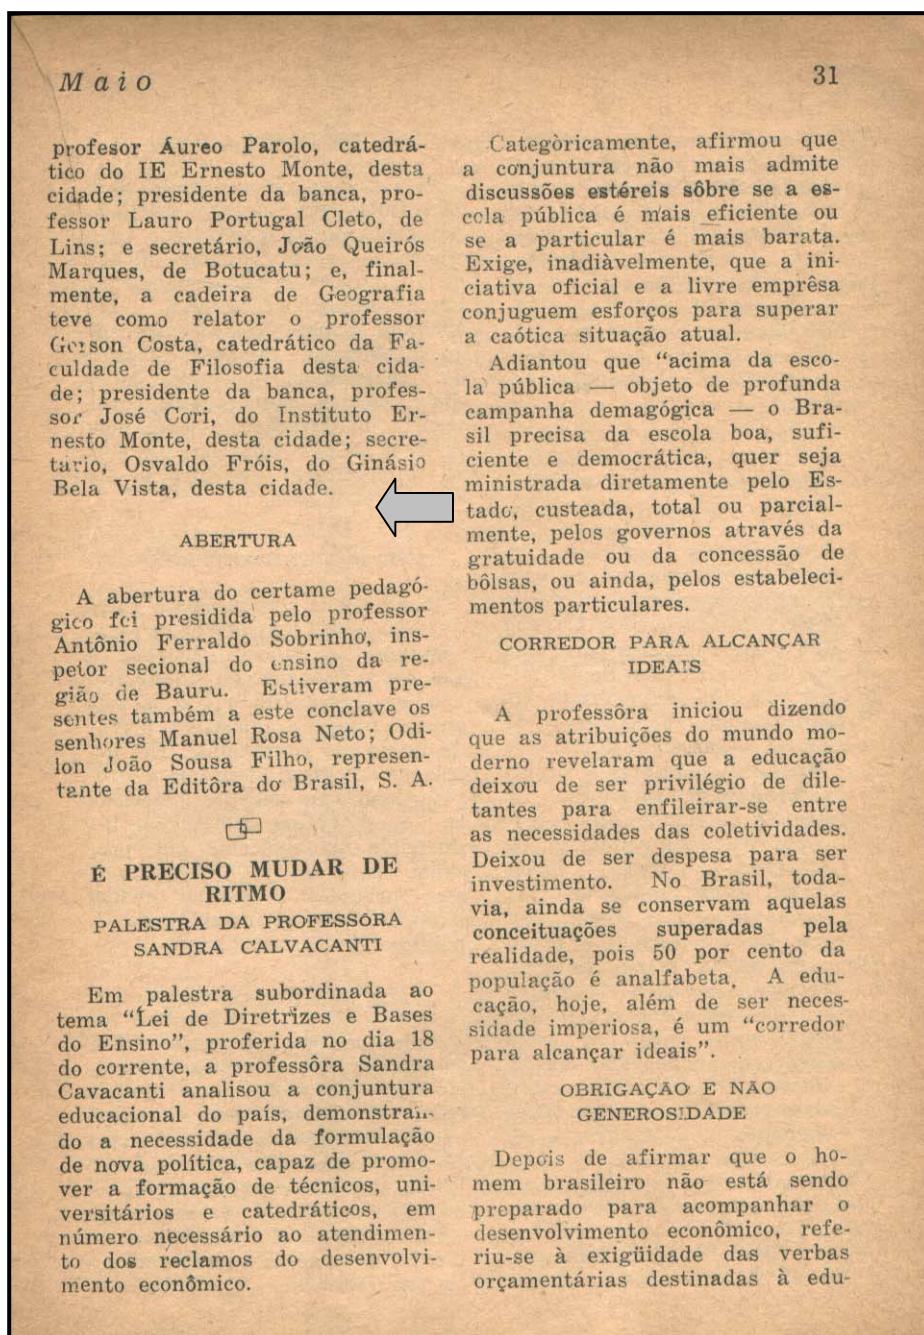 Maio
31
profesor Áureo Parolo, catedrá-
tico do IE Ernesto Monte, desta
cidade; presidente da banca, pro-
fessor Lauro Portugal Cleto, de
Lins; e secretário, João Queirós
Marques, de Botucatu; e, final-
mente, a cadeira de Geografia
teve como relator o professor
Gerson Costa, catedrático da Fa-
culdade de Filosofia desta cida-
de; presidente da banca, profes-
sor José Cori, do Instituto Er-
nesto Monte, desta cidade; secre-
tário, Osvaldo Fróis, do Ginásio
Bela Vista, desta cidade.
ABERTURA
A abertura do certame pedagó-
gico foi presidida pelo professor
Antônio Ferraldo Sobrinho, ins-
petor secional do ensino da re-
gião de Bauru. Estiveram pre-
sentes também a este conclave os
senhores Manuel Rosa Neto; Odi-
lon João Sousa Filho, represen-
tante da Editôra do Brasil, S. A.
É PRECISO MUDAR DE
RITMO
PALESTRA DA PROFESSÔRA
SANDRA CALVACANTI
Em palestra subordinada ao
tema “Lei de Diretrizes e Bases
do Ensino”, proferida no dia 18
do corrente, a professôra Sandra
Cavacanti analisou a conjuntura
educacional do país, demonstran-
do a necessidade da formulação
de nova política, capaz de promo-
ver a formação de técnicos, uni-
versitários e catedráticos, em
número necessário ao atendimen-
to dos reclamos do desenvolvi-
mento econômico.
Categòricamente, afirmou que
a conjuntura não mais admite
discussões estéreis sôbre se a es-
cola pública é mais eficiente ou
se a particular é mais barata.
Exige, inadiàvelmente, que a ini-
ciativa oficial e a livre emprêsa
conjuguem esforços para superar
a caótica situação atual.
Adiantou que “acima da esco-
la pública — objeto de profunda
campanha demagógica — o Bra-
sil precisa da escola boa, sufi-
ciente e democrática, quer seja
ministrada diretamente pelo Es-
tado, custeada, total ou parcial-
mente, pelos governos através da
gratuidade ou da concessão de
bôlsas, ou ainda, pelos estabeleci-
mentos particulares.
CORREDOR PARA ALCANÇAR
IDEAIS
A professôra iniciou dizendo
que as atribuições do mundo mo-
derno revelaram que a educação
deixou de ser privilégio de dile-
tantes para enfileirar-se entre
as necessidades das coletividades.
Deixou de ser despesa para ser
investimento. No Brasil, toda-
via, ainda se conservam aquelas
conceituações superadas pela
realidade, pois 50 por cento da
população é analfabeta. A edu-
cação, hoje, além de ser neces-
sidade imperiosa, é um “corredor
para alcançar ideais”.
OBRIGAÇÃO E NÃO
GENEROSIDADE
Depois de afirmar que o ho-
mem brasileiro não está sendo
preparado para acompanhar o
desenvolvimento econômico, refe-
riu-se à exigüidade das verbas
orçamentárias destinadas à edu-